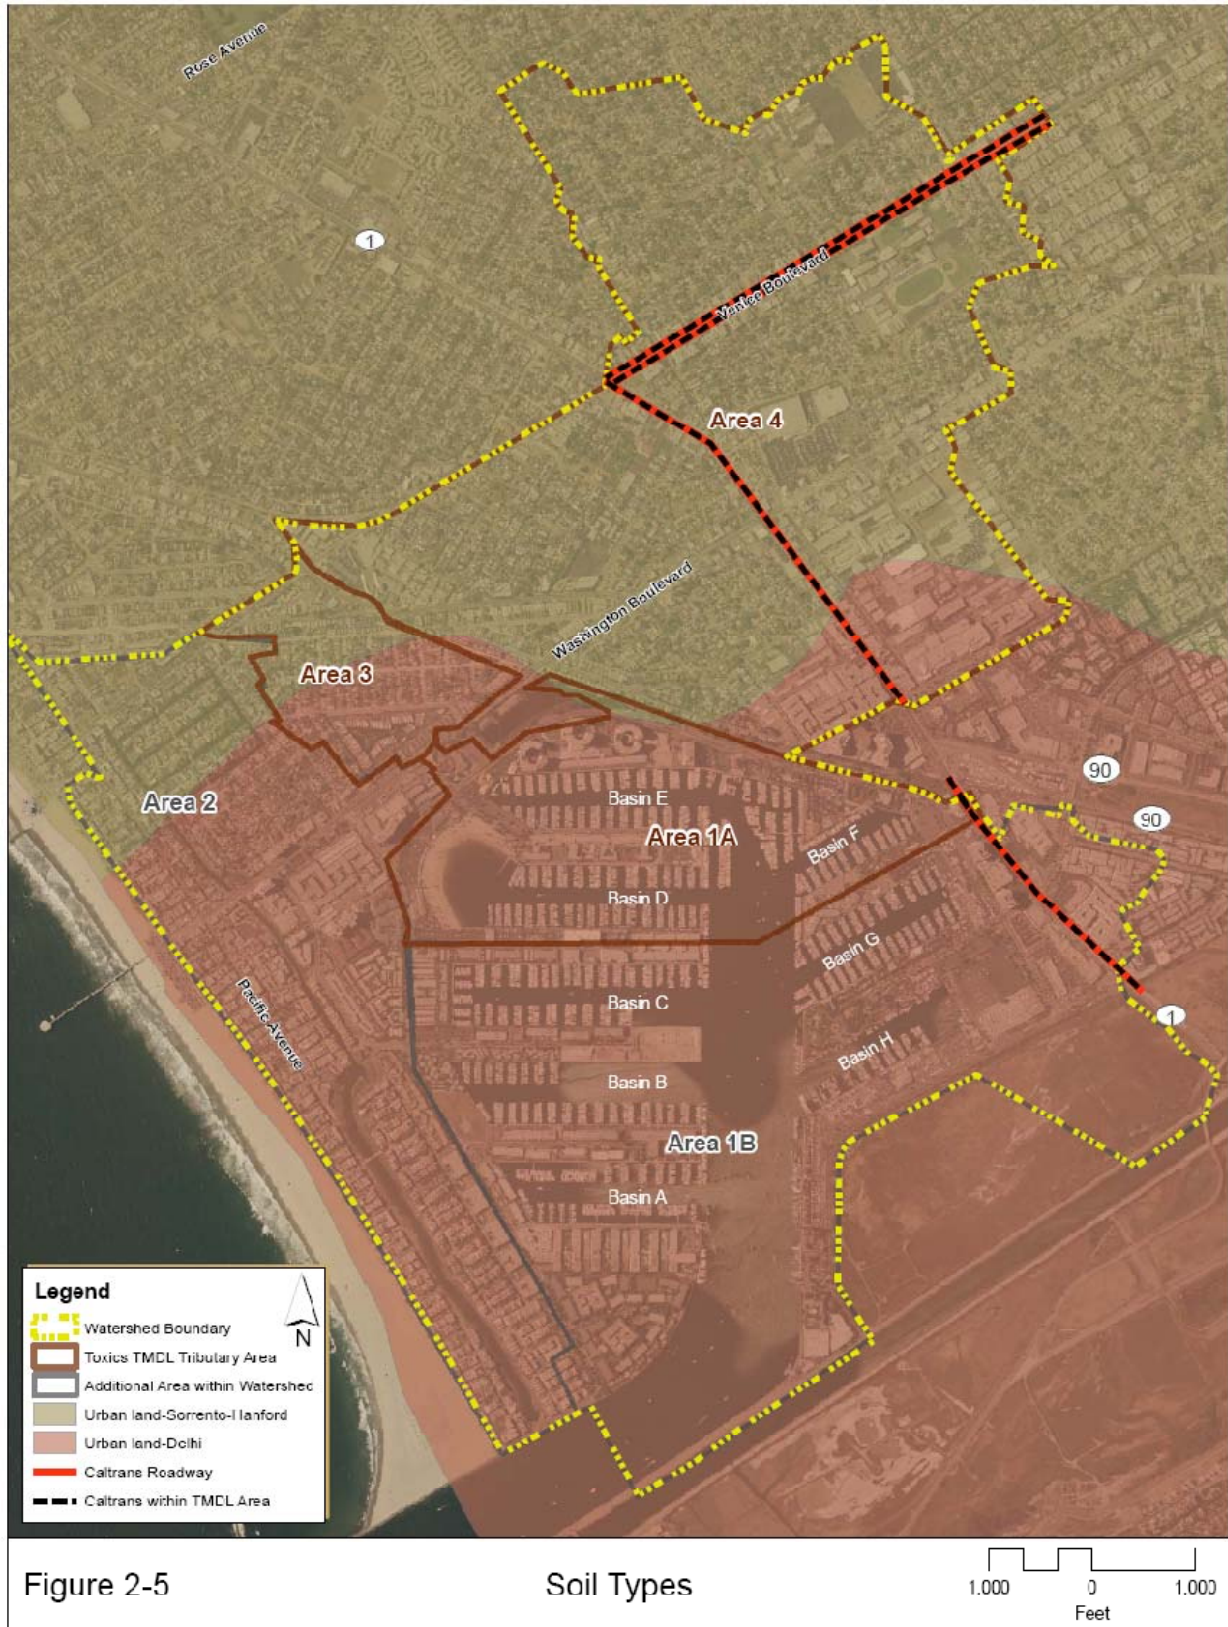 Rose Avenue
1
Venice Boulevard
Area 4
Washington Boulevard
Area 3
90
Area 2
Basin E
90
Area 1A
Basin F
Basin D
Basin G
Pacific Avenue
Basin C
1
Basin H
Basin B
Area 1B
Basin A
Legend
N
Watershed Boundary
Toxics TMDL Tributary Area
Additional Area within Watershed
Urban land-Sorrento-Hanford
Urban land-Delhi
Caltrans Roadway
Caltrans within TMDL Area
Figure 2-5
Soil Types
1,000 0 1,000
Feet